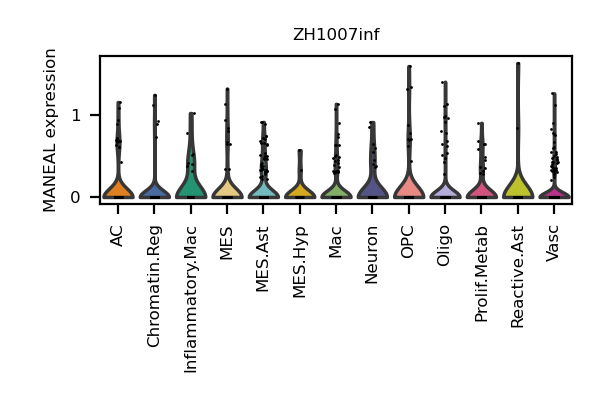 ZH1007inf
MANEAL expression
1
0
AC
Chromatin.Reg
Inflammatory.Mac
MES
MES.Ast
MES.Hyp
Mac
Neuron
OPC
Oligo
Prolif.Metab
Reactive.Ast
Vasc